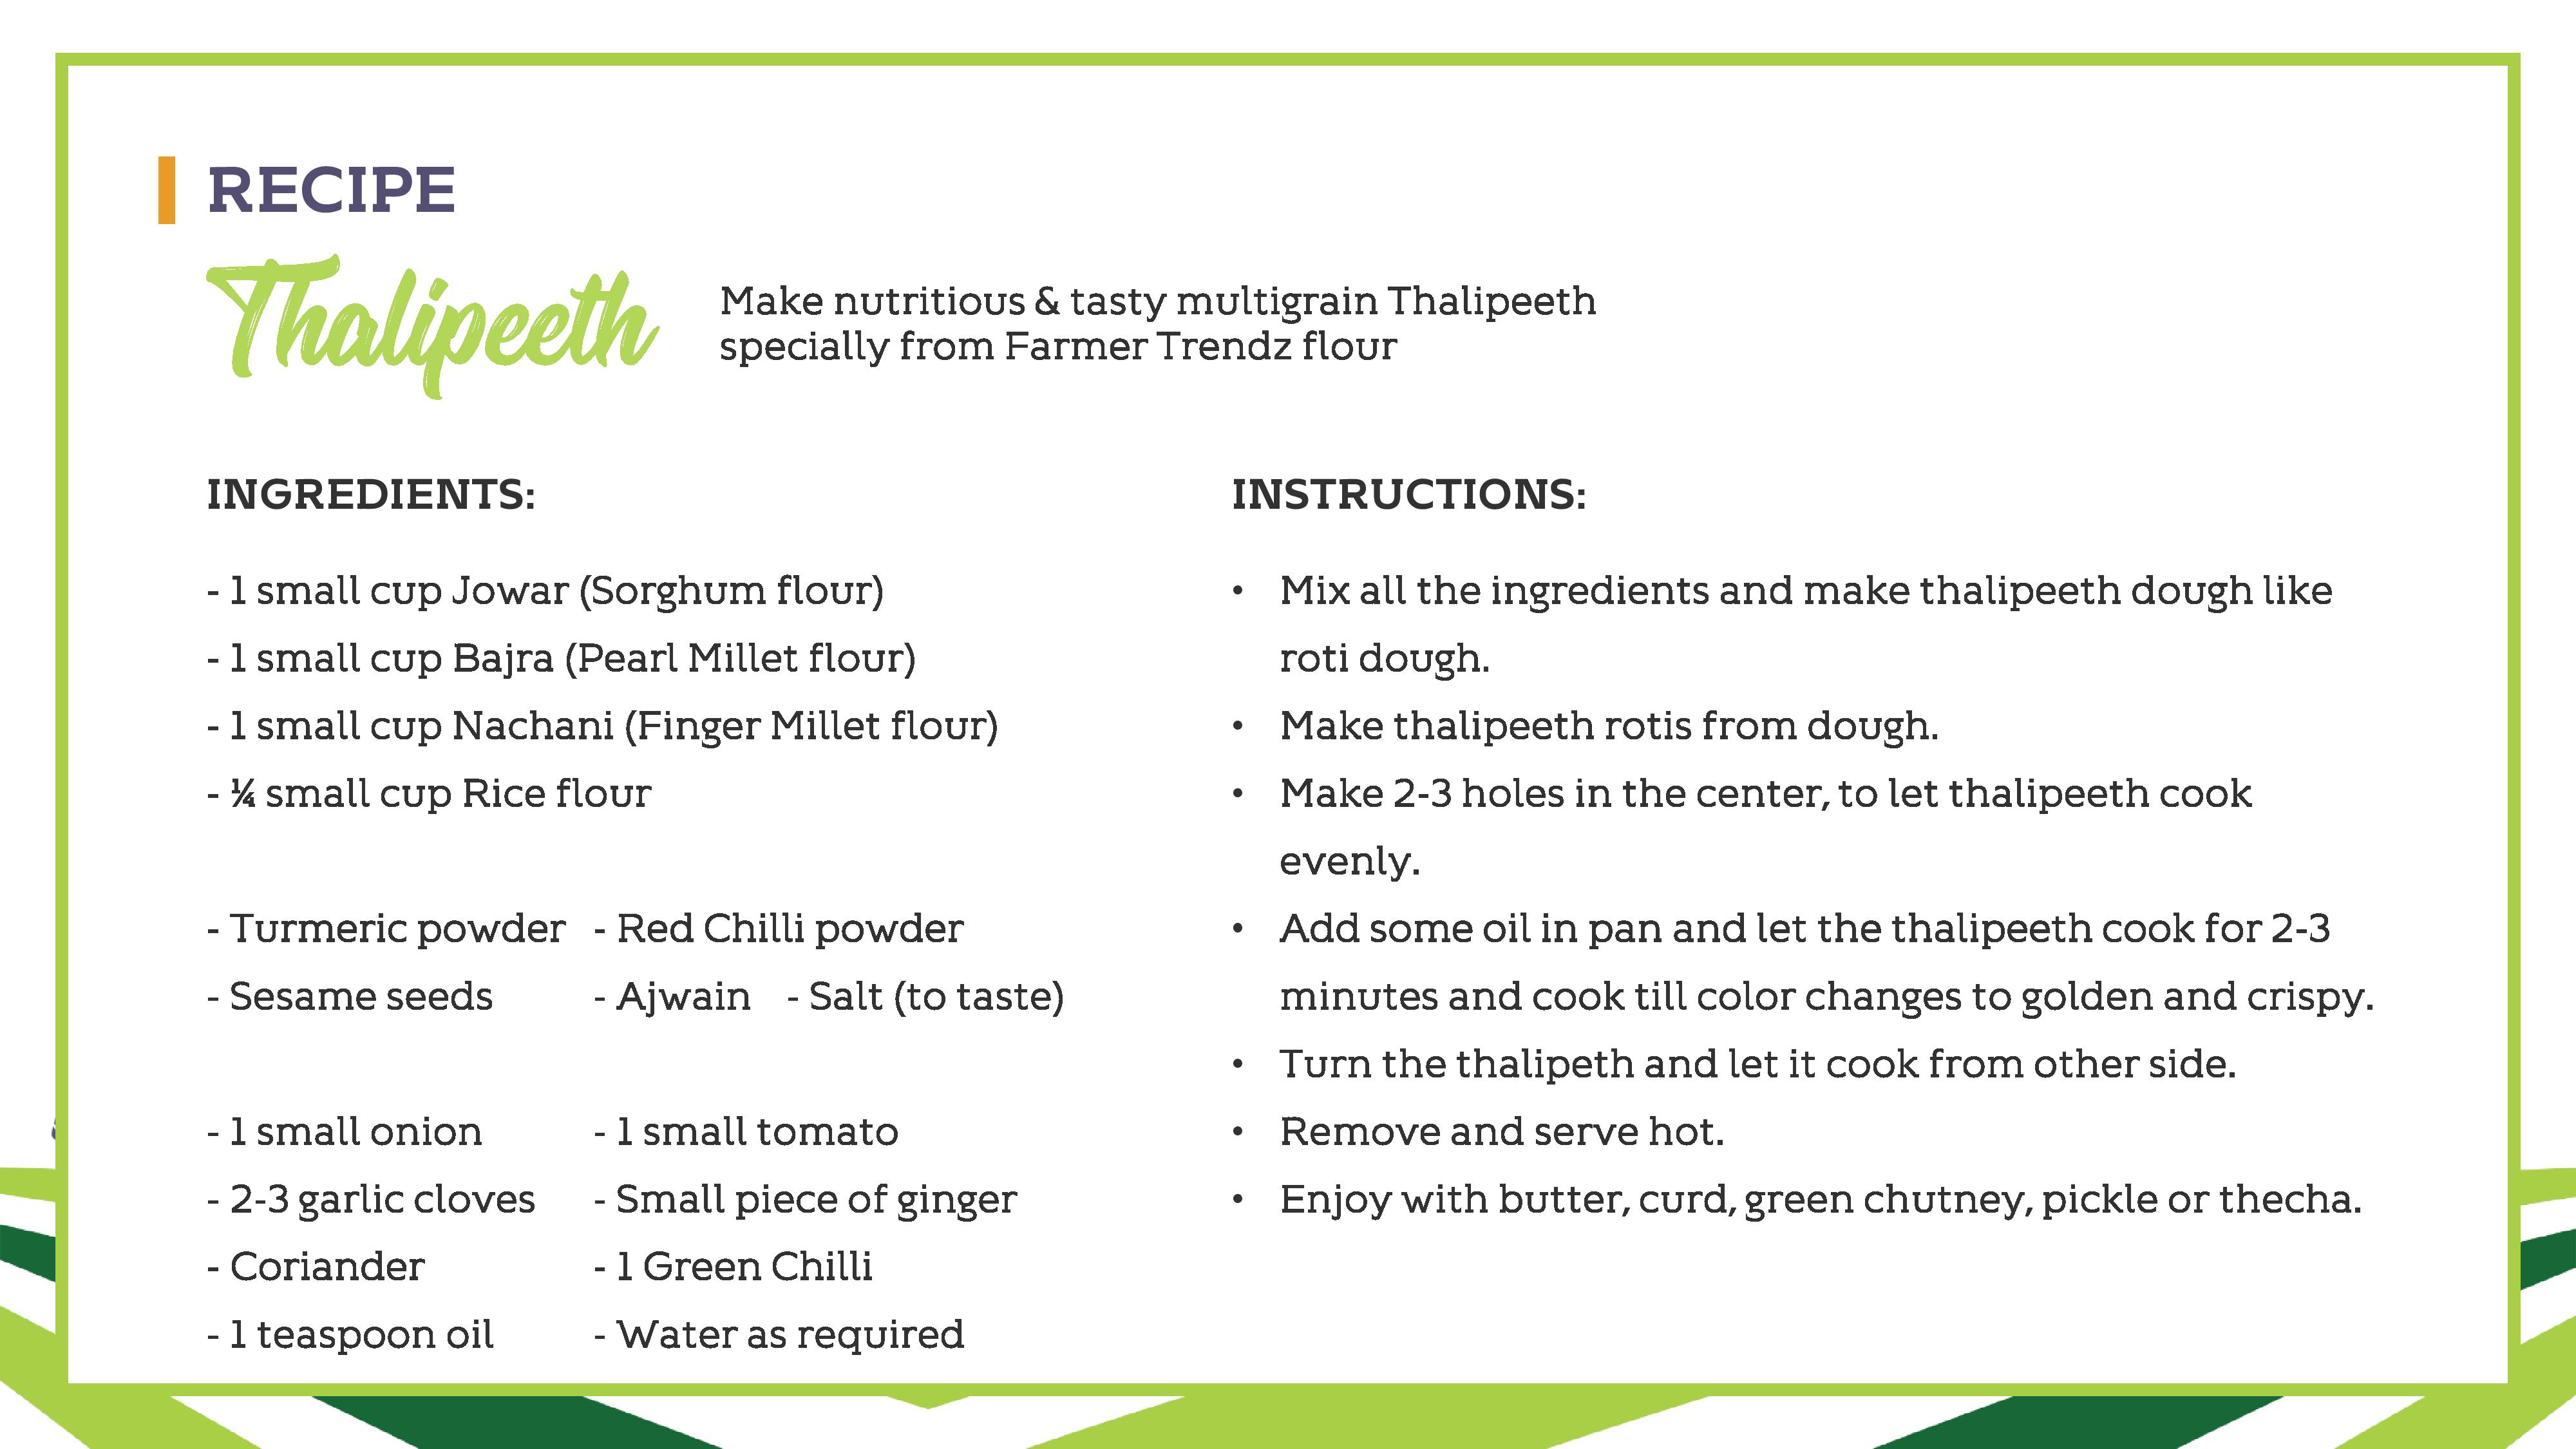 RECIPE
Thalipeeth
Make nutritious & tasty multigrain Thalipeeth
specially from Farmer Trendz flour
INGREDIENTS:
- 1 small cup Jowar (Sorghum flour)
- 1 small cup Bajra (Pearl Millet flour)
- 1 small cup Nachani (Finger Millet flour)
- ¼ small cup Rice flour
- Turmeric powder - Red Chilli powder
- Sesame seeds - Ajwain - Salt (to taste)
- 1 small onion - 1 small tomato
- 2-3 garlic cloves - Small piece of ginger
- Coriander - 1 Green Chilli
- 1 teaspoon oil - Water as required
INSTRUCTIONS:
• Mix all the ingredients and make thalipeeth dough like
roti dough.
• Make thalipeeth rotis from dough.
• Make 2-3 holes in the center, to let thalipeeth cook
evenly.
• Add some oil in pan and let the thalipeeth cook for 2-3
minutes and cook till color changes to golden and crispy.
• Turn the thalipeth and let it cook from other side.
• Remove and serve hot.
• Enjoy with butter, curd, green chutney, pickle or thecha.